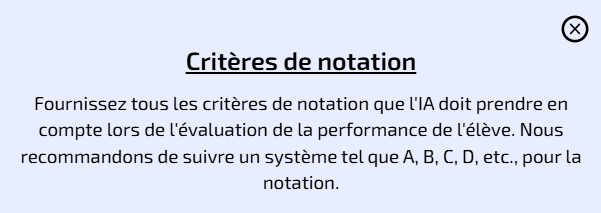 Critères de notation
Fournissez tous les critères de notation que l'IA doit prendre en
compte lors de l'évaluation de la performance de l'élève. Nous
recommandons de suivre un système tel que A, B, C, D, etc., pour la
notation.